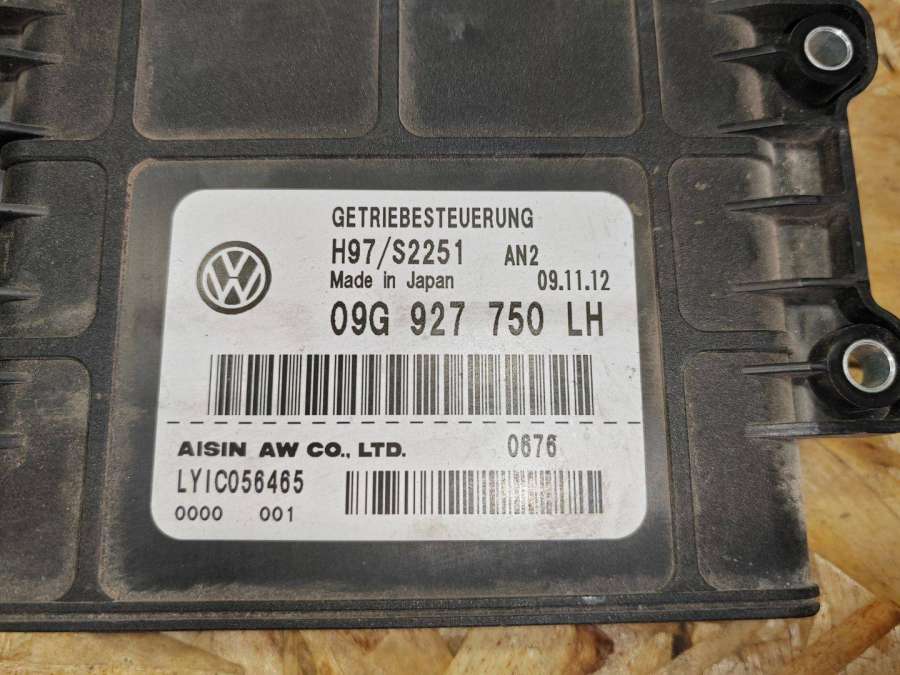 GETRIEBESTEUERUNG
H97/S2251 AN2
Made in Japan 09.11.12
09G 927 750 LH
AISIN AW CO., LTD. 0676
LYIC056465
0000 001